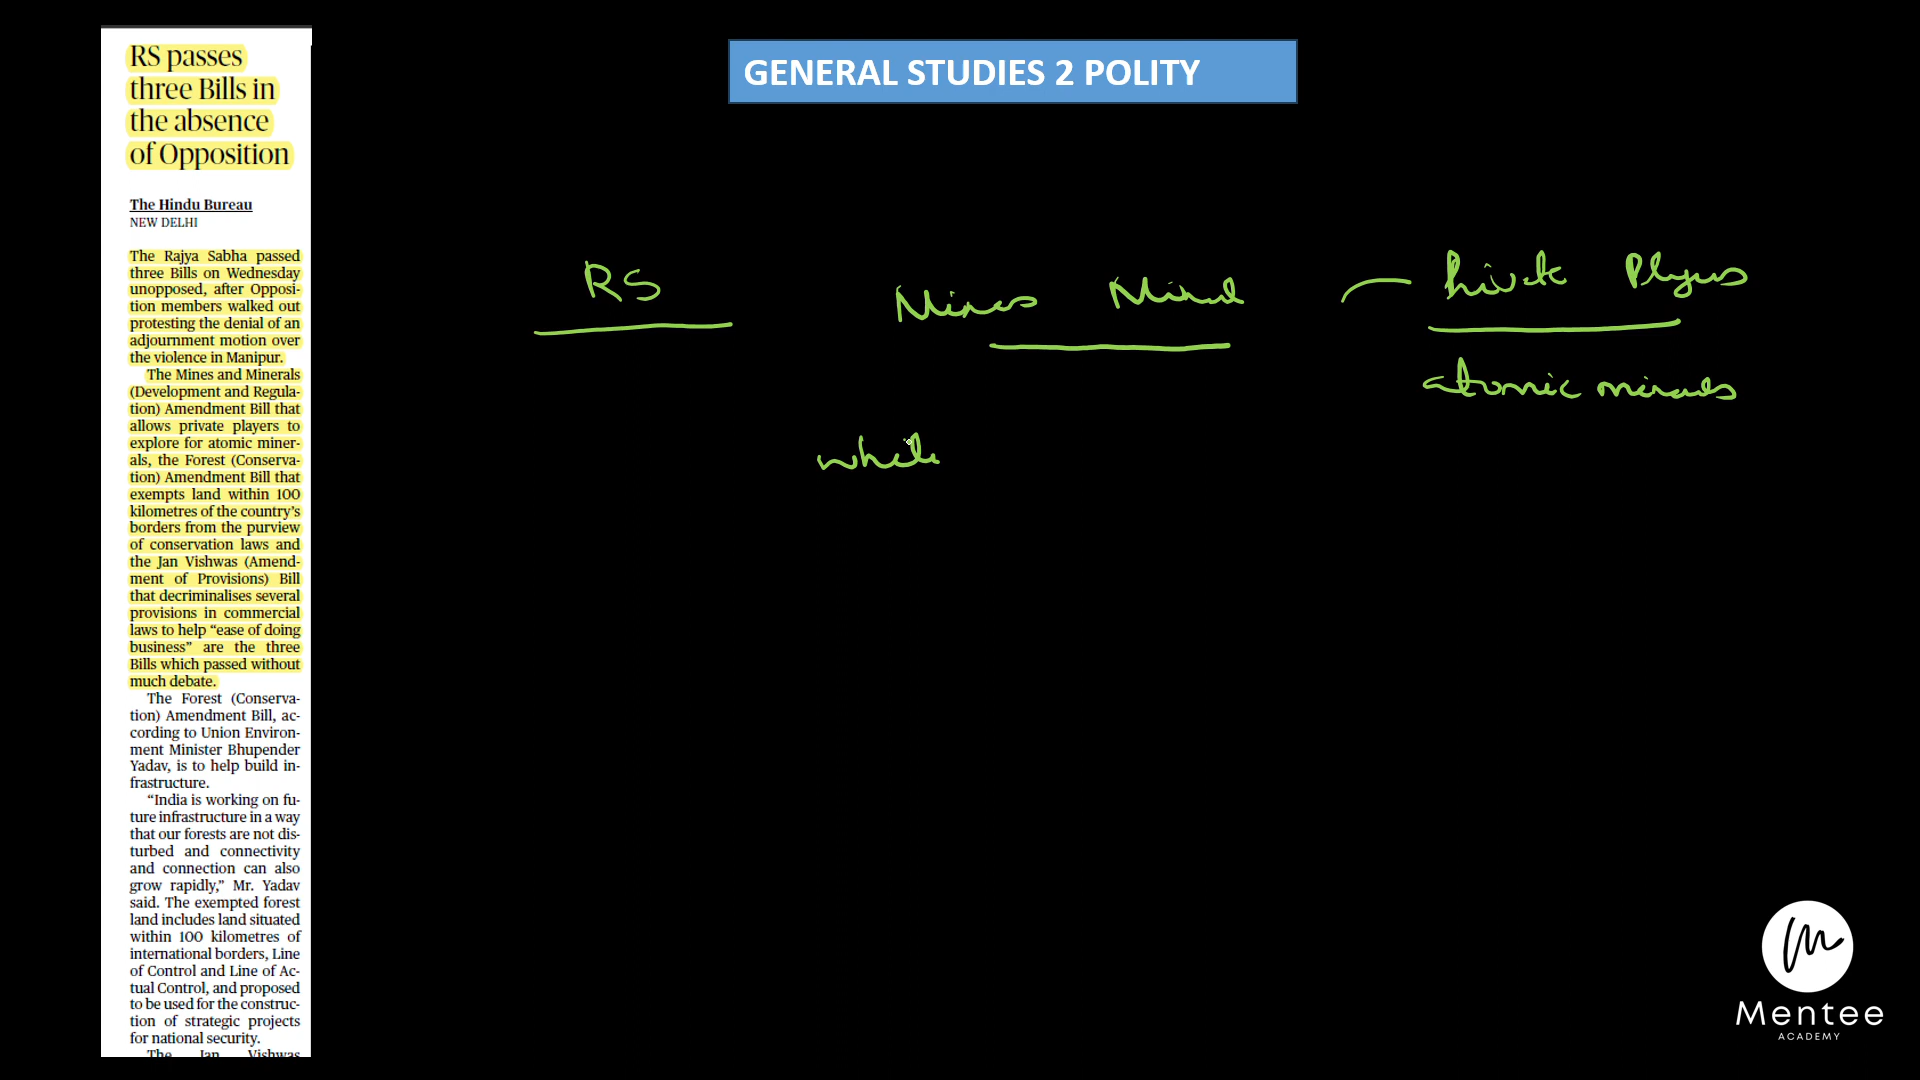 RS passes
three Bills in
the absence
of Opposition
The Hindu Bureau
NEW DELHI
The Rajya Sabha passed
three Bills on Wednesday
unopposed, after Opposi-
tion members walked out
protesting the denial of an
adjournment motion over
the violence in Manipur.
The Mines and Minerals
(Development and Regula-
tion) Amendment Bill that
allows private players to
explore for atomic miner-
als, the Forest (Conserva-
tion) Amendment Bill that
exempts land within 100
kilometres of the country's
borders from the purview
of conservation laws and
the Jan Vishwas (Amend-
ment of Provisions) Bill
that decriminalises several
provisions in commercial
laws to help “ease of doing
business” are the three
Bills which passed without
much debate.
The Forest (Conserva-
tion) Amendment Bill, ac-
cording to Union Environ-
ment Minister Bhupender
Yadav, is to help build in-
frastructure.
“India is working on fu-
ture infrastructure in a way
that our forests are not dis-
turbed and connectivity
and connection can also
grow rapidly,” Mr. Yadav
said. The exempted forest
land includes land situated
within 100 kilometres of
international borders, Line
of Control and Line of Ac-
tual Control, and proposed
to be used for the construc-
tion of strategic projects
for national security.
The Jan Vishwas
GENERAL STUDIES 2 POLITY
RS
Mines
Private Players
atomic minerals
while
Mentee
ACADEMY